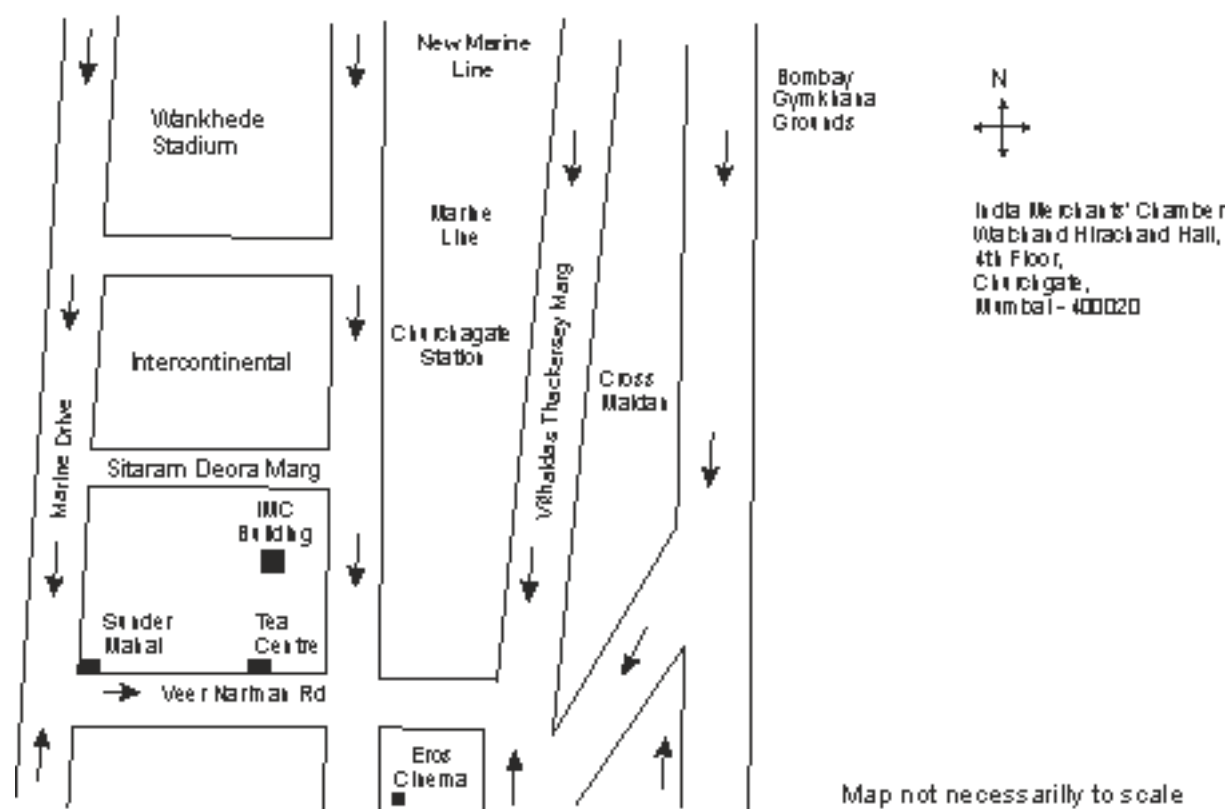 New Marine
Line
Wankhede
Stadium
Bombay
Gymkhana
Grounds
N
Marine
Line
India Merchants' Chamber
Walchand Hirachand Hall,
4th Floor,
Churchgate,
Mumbai - 400020
Intercontinental
Churchagate
Station
Vithaldas Thackersey Marg
Cross
Maidan
Marine Drive
Sitaram Deora Marg
IMC
Building
Sunder
Mahal
Tea
Centre
Veer Nariman Rd
Eros
Cinema
Map not necessarilly to scale